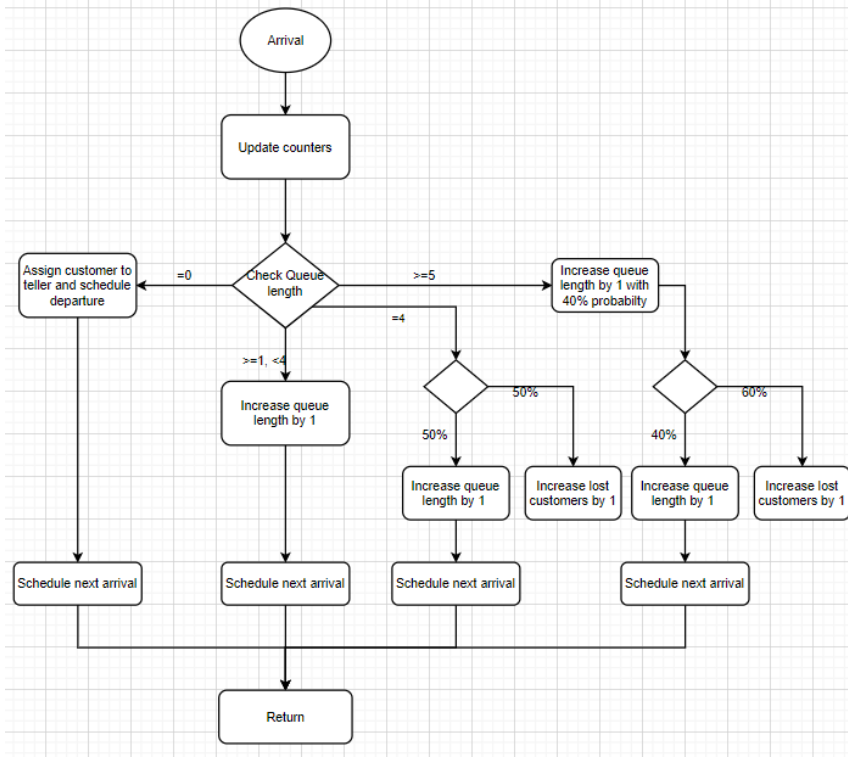 Arrival
Update counters
Check Queue
length
=0
>=5
=4
>=1, <4
Assign customer to
teller and schedule
departure
Increase queue
length by 1 with
40% probabilty
Increase queue
length by 1
50%
50%
40%
60%
Increase queue
length by 1
Increase lost
customers by 1
Increase queue
length by 1
Increase lost
customers by 1
Schedule next arrival
Schedule next arrival
Schedule next arrival
Schedule next arrival
Return